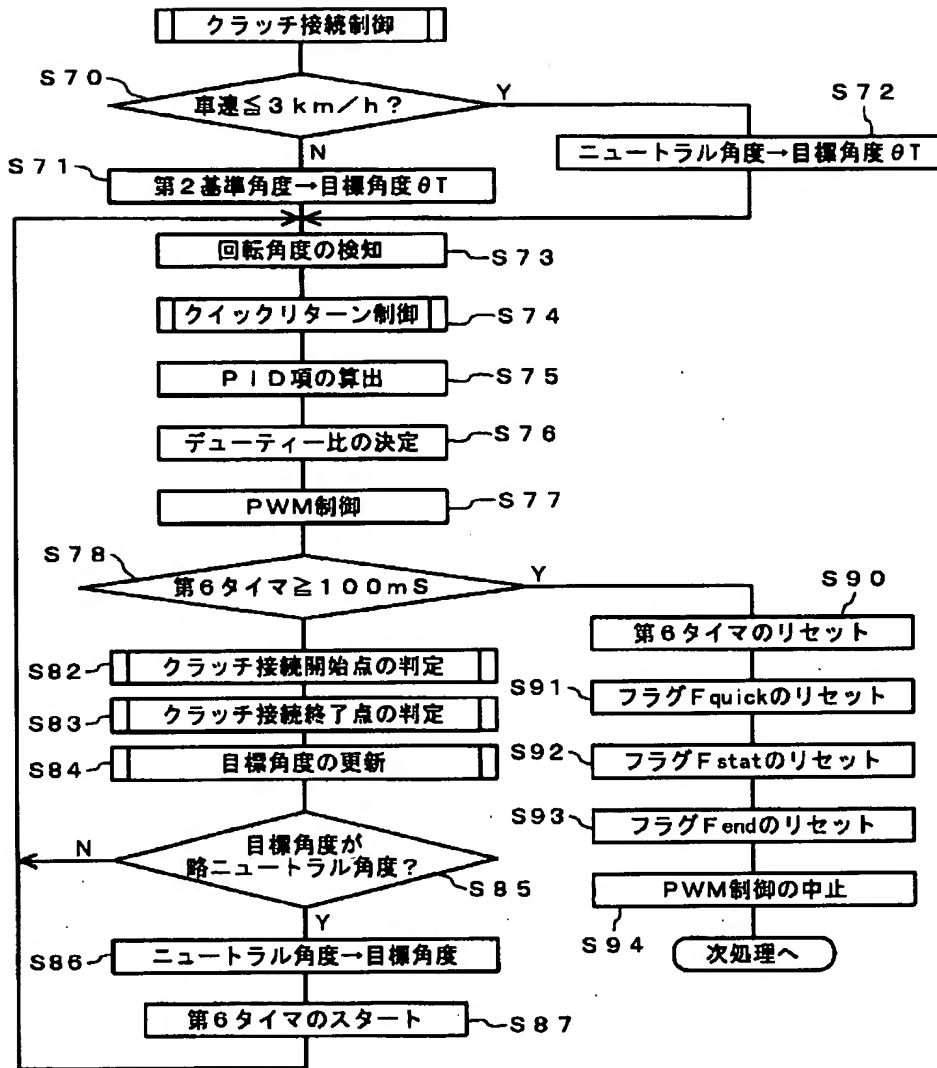 クラッチ接続制御
S70
車速≦3km/h?
Y
S72
N
ニュートラル角度→目標角度θT
S71
第2基準角度→目標角度θT
回転角度の検知
S73
クイックリターン制御
S74
PID項の算出
S75
デューティー比の決定
S76
PWM制御
S77
S78
第6タイマ≧100mS
Y
S90
第6タイマのリセット
S82
クラッチ接続開始点の判定
S91
フラグFquickのリセット
S83
クラッチ接続終了点の判定
S92
フラグFstatのリセット
S84
目標角度の更新
S93
フラグFendのリセット
N
目標角度が
略ニュートラル角度?
S85
PWM制御の中止
S94
Y
次処理へ
S86
ニュートラル角度→目標角度
第6タイマのスタート
S87